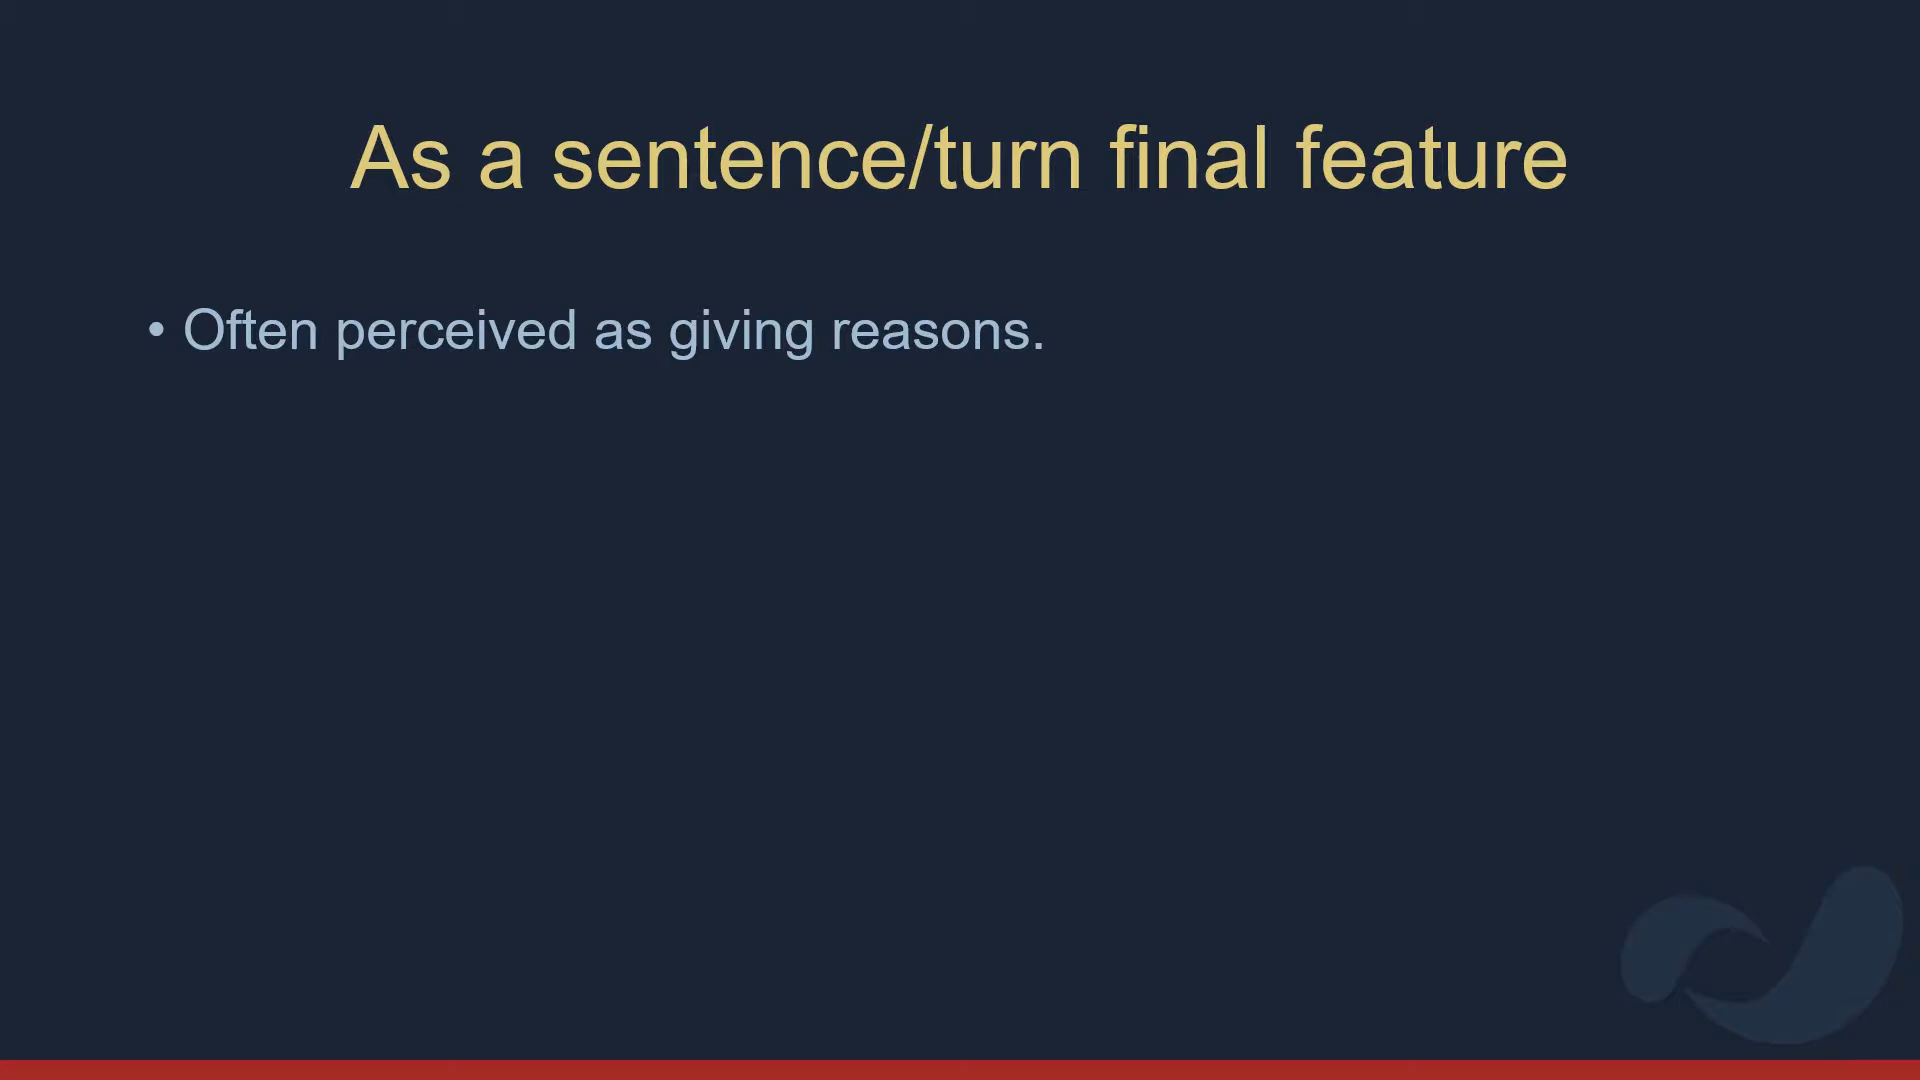 As a sentence/turn final feature
• Often perceived as giving reasons.